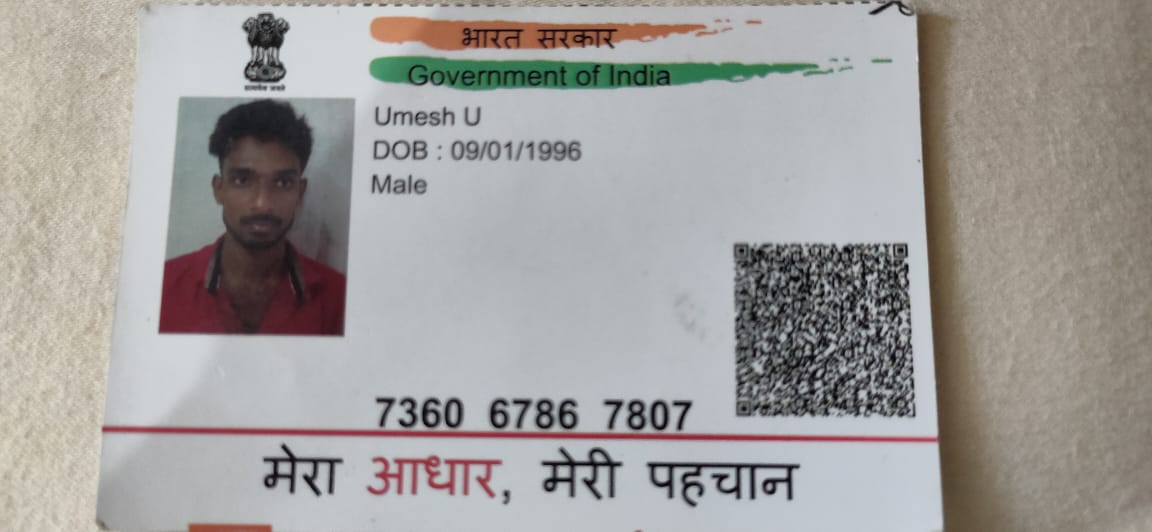 सत्यमेव जयते
भारत सरकार
Government of India
Umesh U
DOB : 09/01/1996
Male
7360 6786 7807
मेरा आधार, मेरी पहचान